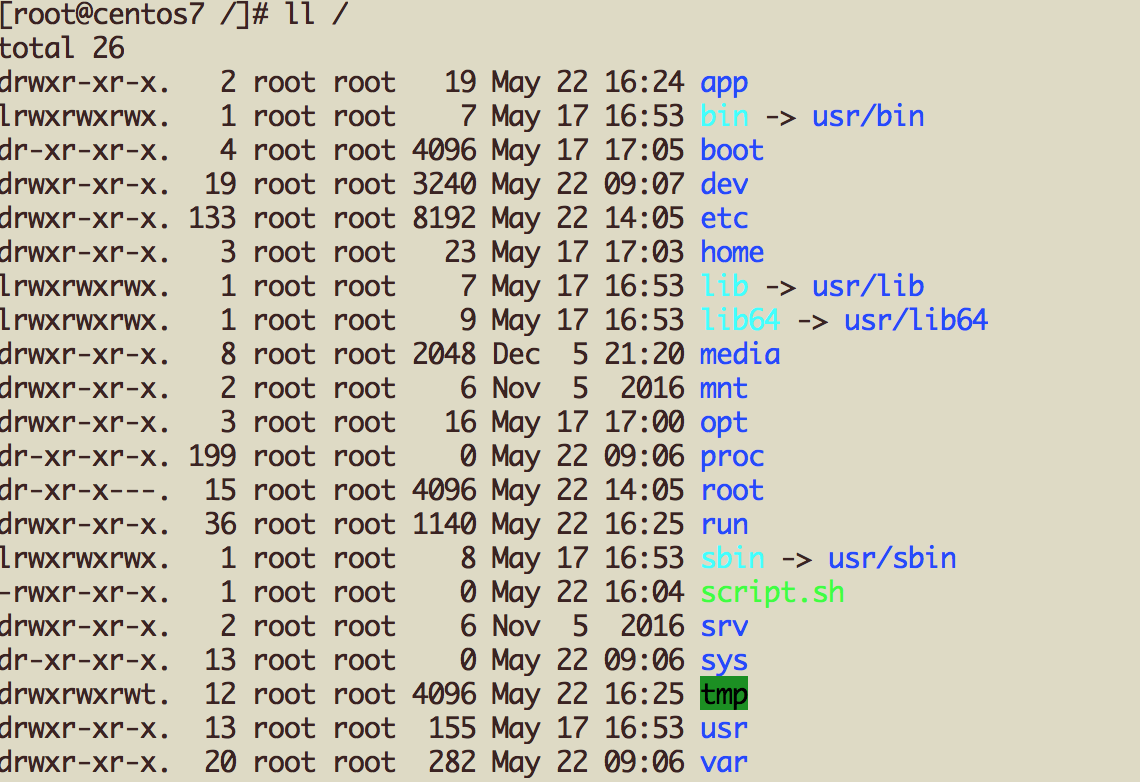 [root@centos7 /]# ll /
total 26
drwxr-xr-x.   2 root root   19 May 22 16:24 app
lrwxrwxrwx.   1 root root    7 May 17 16:53 bin -> usr/bin
dr-xr-xr-x.   4 root root 4096 May 17 17:05 boot
drwxr-xr-x.  19 root root 3240 May 22 09:07 dev
drwxr-xr-x. 133 root root 8192 May 22 14:05 etc
drwxr-xr-x.   3 root root   23 May 17 17:03 home
lrwxrwxrwx.   1 root root    7 May 17 16:53 lib -> usr/lib
lrwxrwxrwx.   1 root root    9 May 17 16:53 lib64 -> usr/lib64
drwxr-xr-x.   8 root root 2048 Dec  5 21:20 media
drwxr-xr-x.   2 root root    6 Nov  5  2016 mnt
drwxr-xr-x.   3 root root   16 May 17 17:00 opt
dr-xr-xr-x. 199 root root    0 May 22 09:06 proc
dr-xr-x---.  15 root root 4096 May 22 14:05 root
drwxr-xr-x.  36 root root 1140 May 22 16:25 run
lrwxrwxrwx.   1 root root    8 May 17 16:53 sbin -> usr/sbin
-rwxr-xr-x.   1 root root    0 May 22 16:04 script.sh
drwxr-xr-x.   2 root root    6 Nov  5  2016 srv
dr-xr-xr-x.  13 root root    0 May 22 09:06 sys
drwxrwxrwt.  12 root root 4096 May 22 16:25 tmp
drwxr-xr-x.  13 root root  155 May 17 16:53 usr
drwxr-xr-x.  20 root root  282 May 22 09:06 var